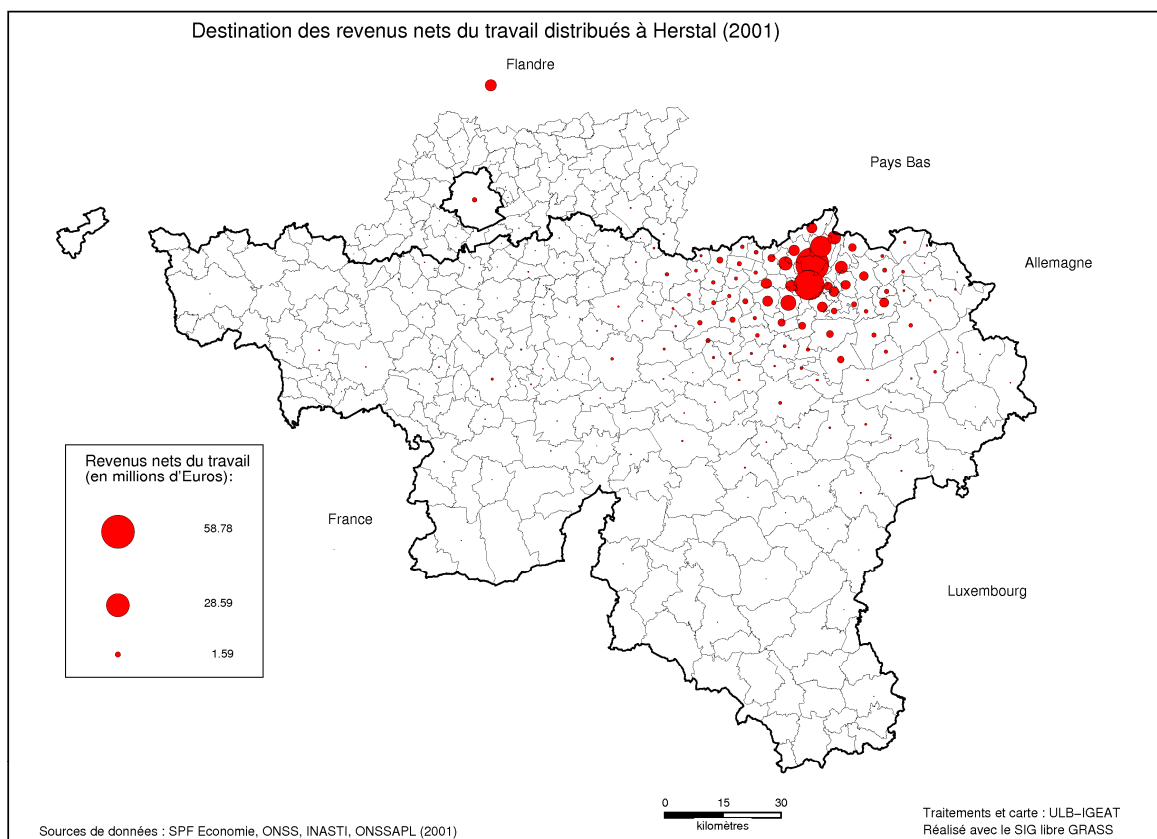 Destination des revenus nets du travail distribués à Herstal (2001)
Flandre
Pays Bas
Allemagne
Revenus nets du travail
(en millions d'Euros):
58.78
28.59
1.59
France
Luxembourg
0 15 30
kilomètres
Sources de données : SPF Economie, ONSS, INASTI, ONSSAPL (2001)
Traitements et carte : ULB-IGEAT
Réalisé avec le SIG libre GRASS